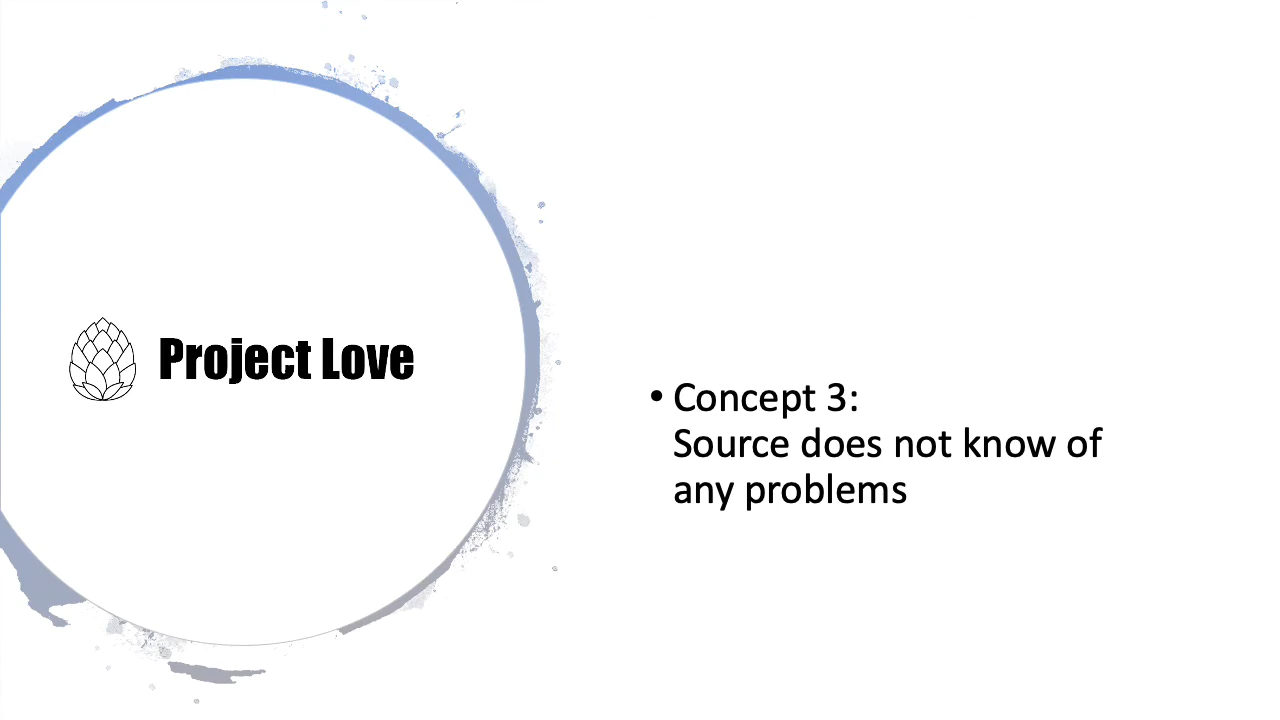 Project Love
• Concept 3:
Source does not know of
any problems